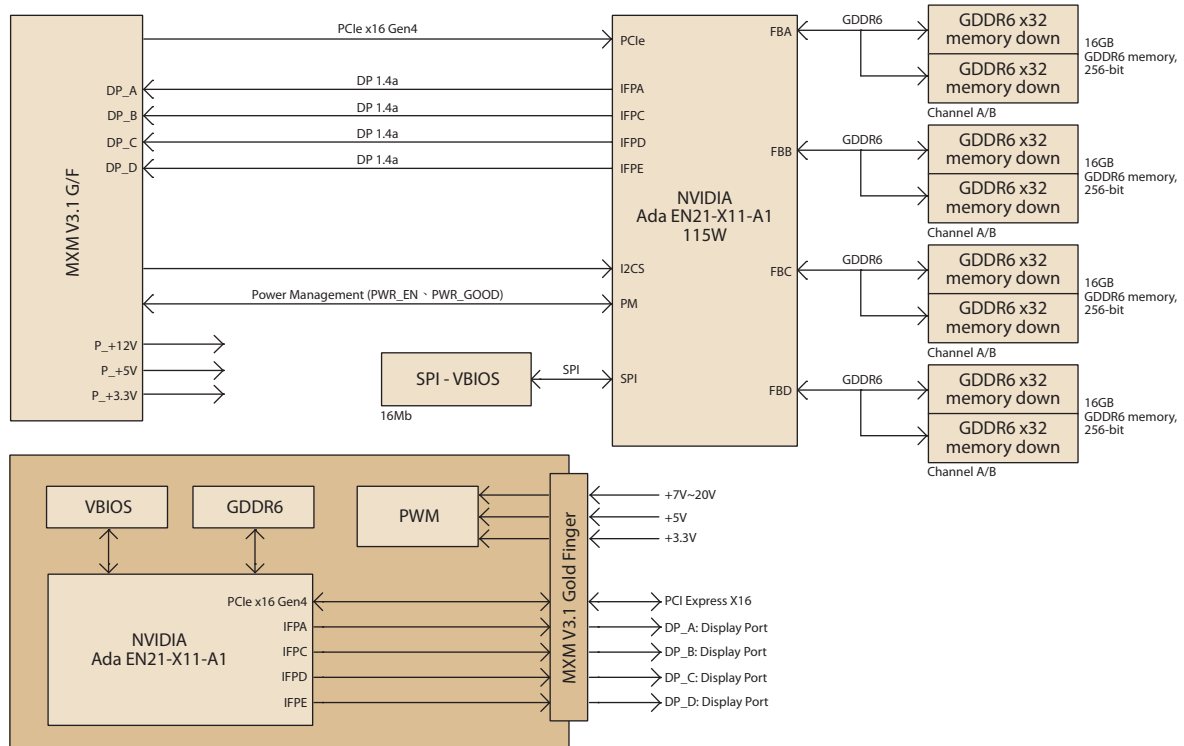 MXM V3.1 G/F
PCIe x16 Gen4
PCIe
DP_A
DP 1.4a
IFPA
DP_B
DP 1.4a
IFPC
DP_C
DP 1.4a
IFPD
DP_D
DP 1.4a
IFPE
NVIDIA
Ada EN21-X11-A1
115W
I2CS
Power Management (PWR_EN、PWR_GOOD)
PM
P_+12V
P_+5V
P_+3.3V
SPI - VBIOS
16Mb
SPI
SPI
FBA
GDDR6
GDDR6 x32
memory down
GDDR6 x32
memory down
Channel A/B
16GB
GDDR6 memory,
256-bit
FBB
GDDR6
GDDR6 x32
memory down
GDDR6 x32
memory down
Channel A/B
16GB
GDDR6 memory,
256-bit
FBC
GDDR6
GDDR6 x32
memory down
GDDR6 x32
memory down
Channel A/B
16GB
GDDR6 memory,
256-bit
FBD
GDDR6
GDDR6 x32
memory down
GDDR6 x32
memory down
Channel A/B
16GB
GDDR6 memory,
256-bit
VBIOS
GDDR6
PWM
MXM V3.1 Gold Finger
+7V~20V
+5V
+3.3V
NVIDIA
Ada EN21-X11-A1
PCIe x16 Gen4
IFPA
IFPC
IFPD
IFPE
PCI Express X16
DP_A: Display Port
DP_B: Display Port
DP_C: Display Port
DP_D: Display Port